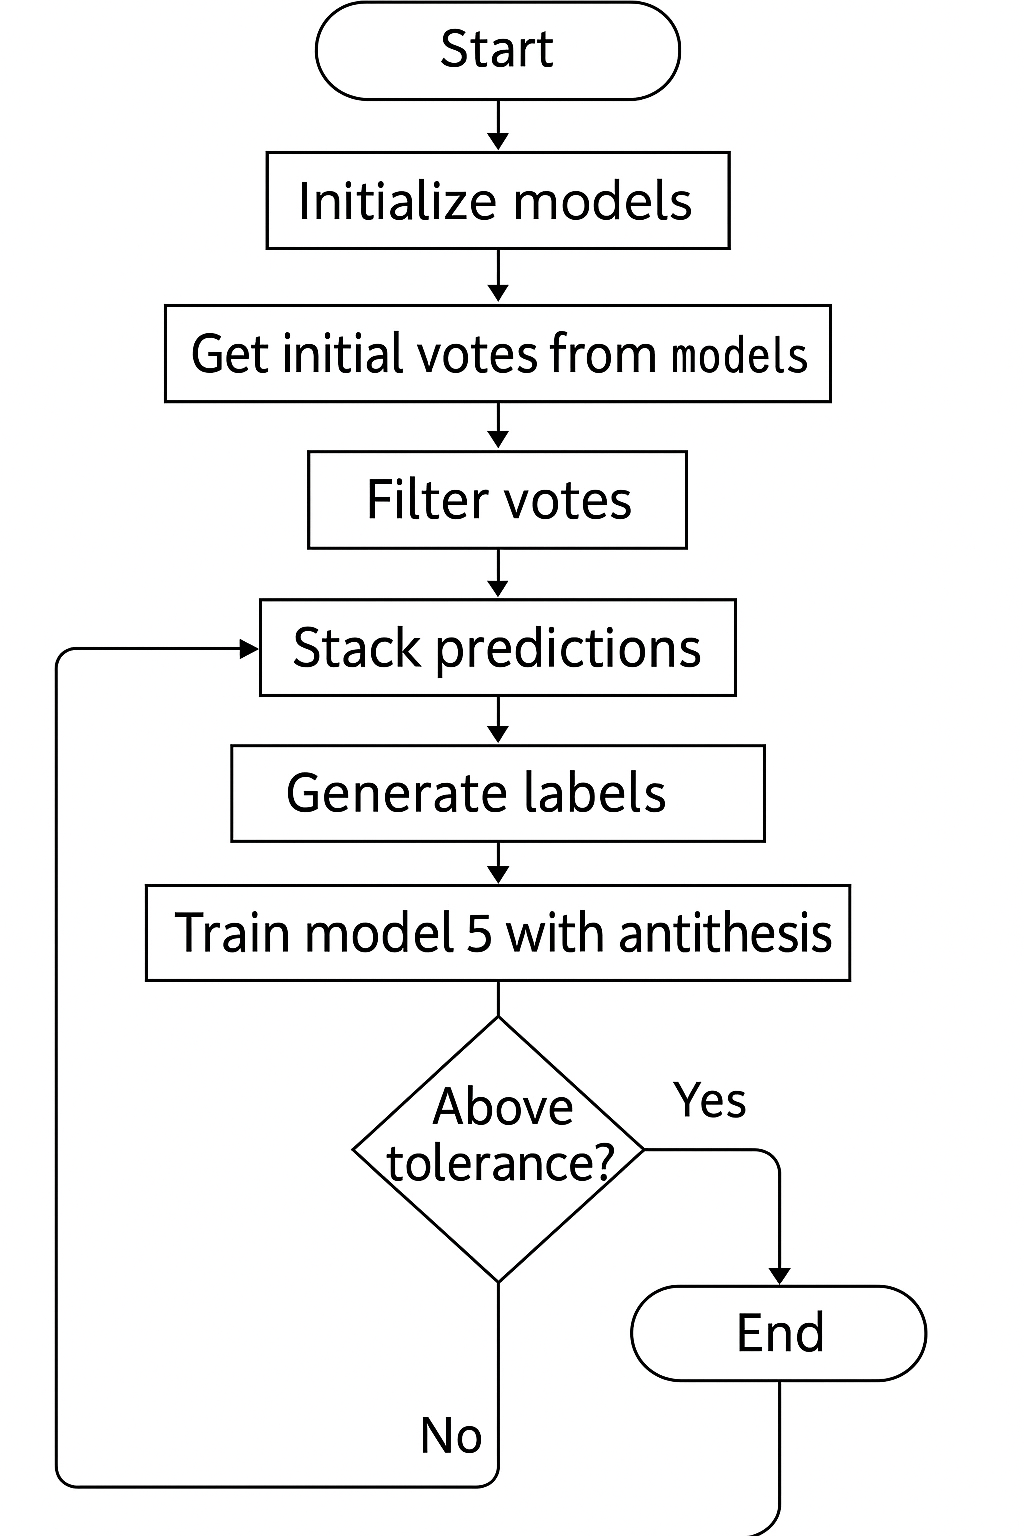 Start
Initialize models
Get initial votes from models
Filter votes
Stack predictions
Generate labels
Train model 5 with antithesis
Above
tolerance?
Yes
End
No